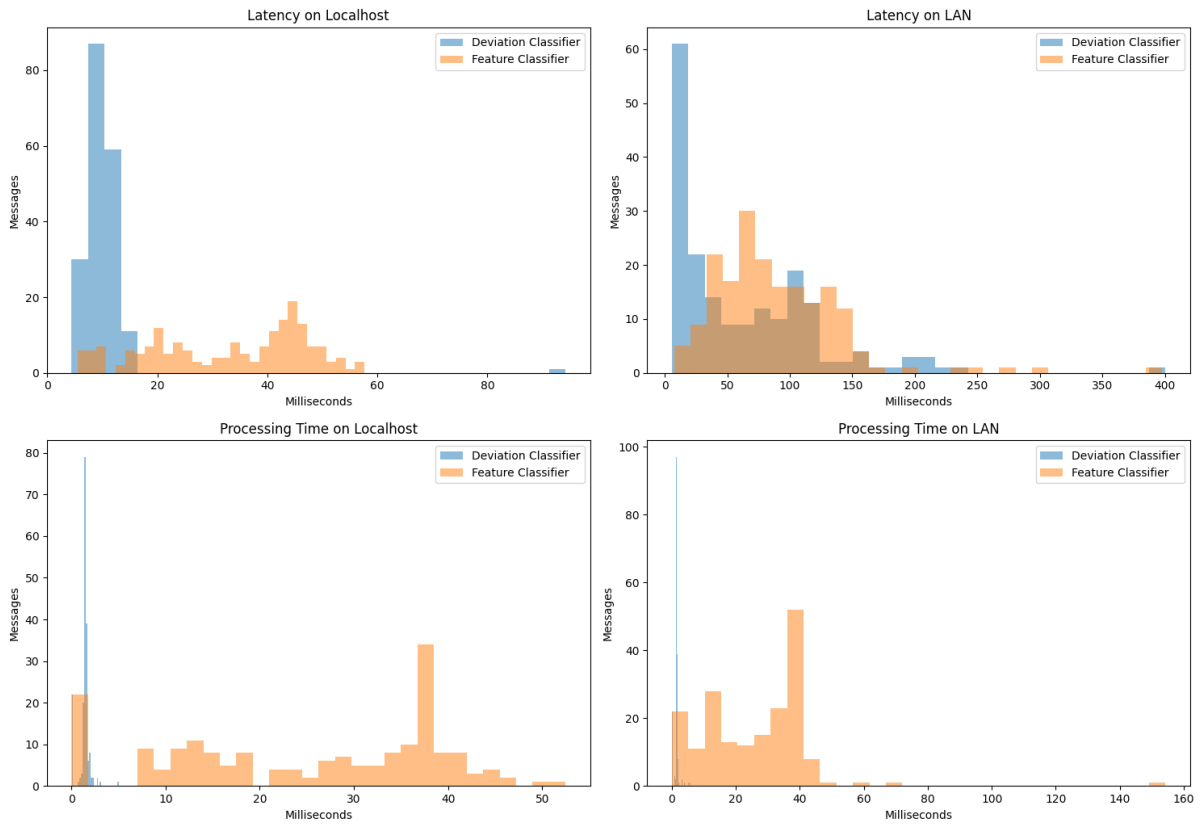 Latency on Localhost
Deviation Classifier
Feature Classifier
Messages
80
60
40
20
0
0 20 40 60 80
Milliseconds
Latency on LAN
Deviation Classifier
Feature Classifier
Messages
60
50
40
30
20
10
0
0 50 100 150 200 250 300 350 400
Milliseconds
Processing Time on Localhost
Deviation Classifier
Feature Classifier
Messages
80
70
60
50
40
30
20
10
0
0 10 20 30 40 50
Milliseconds
Processing Time on LAN
Deviation Classifier
Feature Classifier
Messages
100
80
60
40
20
0
0 20 40 60 80 100 120 140 160
Milliseconds